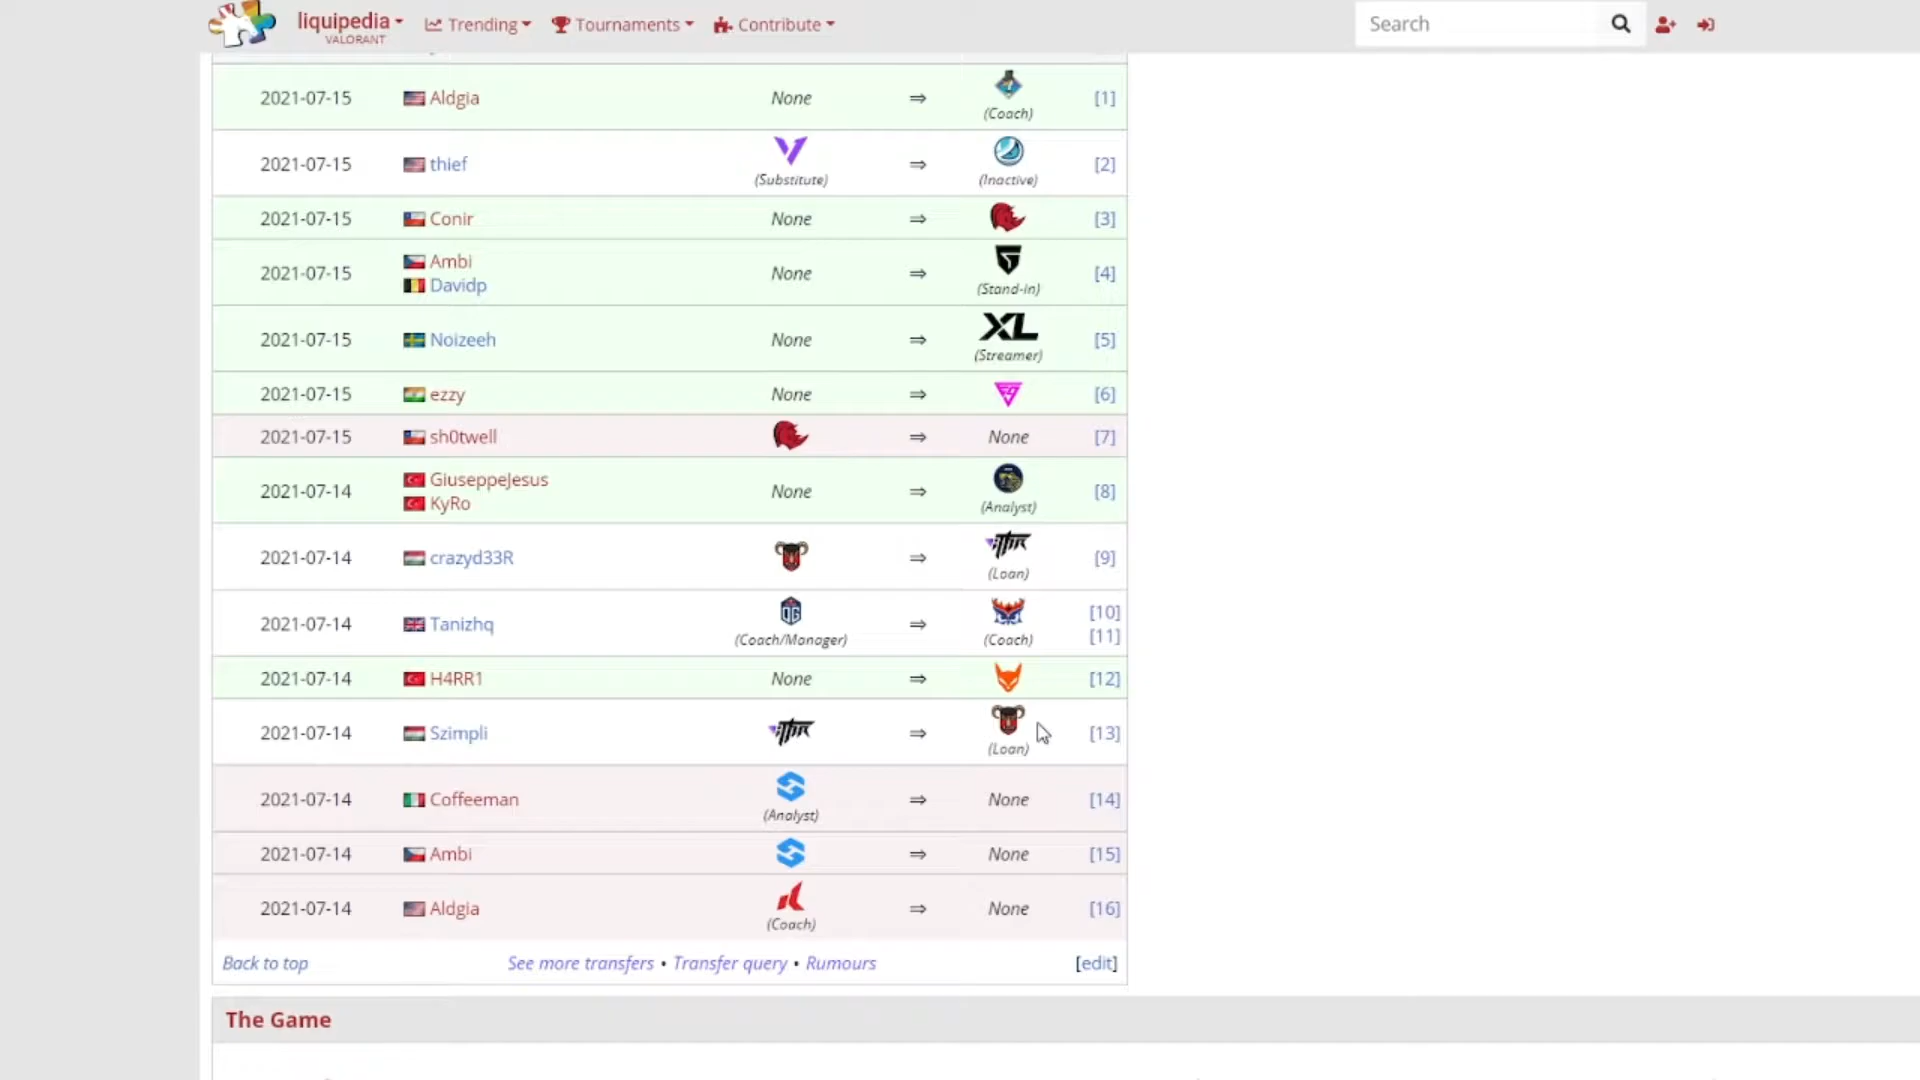 liquipedia
VALORANT
Trending
Tournaments
Contribute
Search
2021-07-15 Aldgia None ⇒ (Coach) [1]
2021-07-15 thief (Substitute) ⇒ (Inactive) [2]
2021-07-15 Conir None ⇒ [3]
2021-07-15 Ambi Davidp None ⇒ (Stand-in) [4]
2021-07-15 Noizeeh None ⇒ XL (Streamer) [5]
2021-07-15 ezzy None ⇒ [6]
2021-07-15 sh0twell ⇒ None [7]
2021-07-14 GiuseppeJesus KyRo None ⇒ (Analyst) [8]
2021-07-14 crazyd33R ⇒ (Loan) [9]
2021-07-14 Tanizhq OG (Coach/Manager) ⇒ (Coach) [10] [11]
2021-07-14 H4RR1 None ⇒ [12]
2021-07-14 Szimpli ⇒ (Loan) [13]
2021-07-14 Coffeeman (Analyst) ⇒ None [14]
2021-07-14 Ambi ⇒ None [15]
2021-07-14 Aldgia (Coach) ⇒ None [16]
Back to top See more transfers • Transfer query • Rumours [edit]
The Game